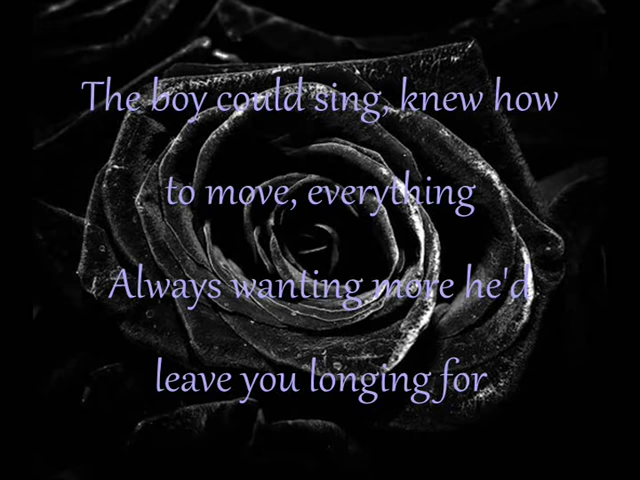 The boy could sing, knew how
to move, everything
Always wanting more he'd
leave you longing for